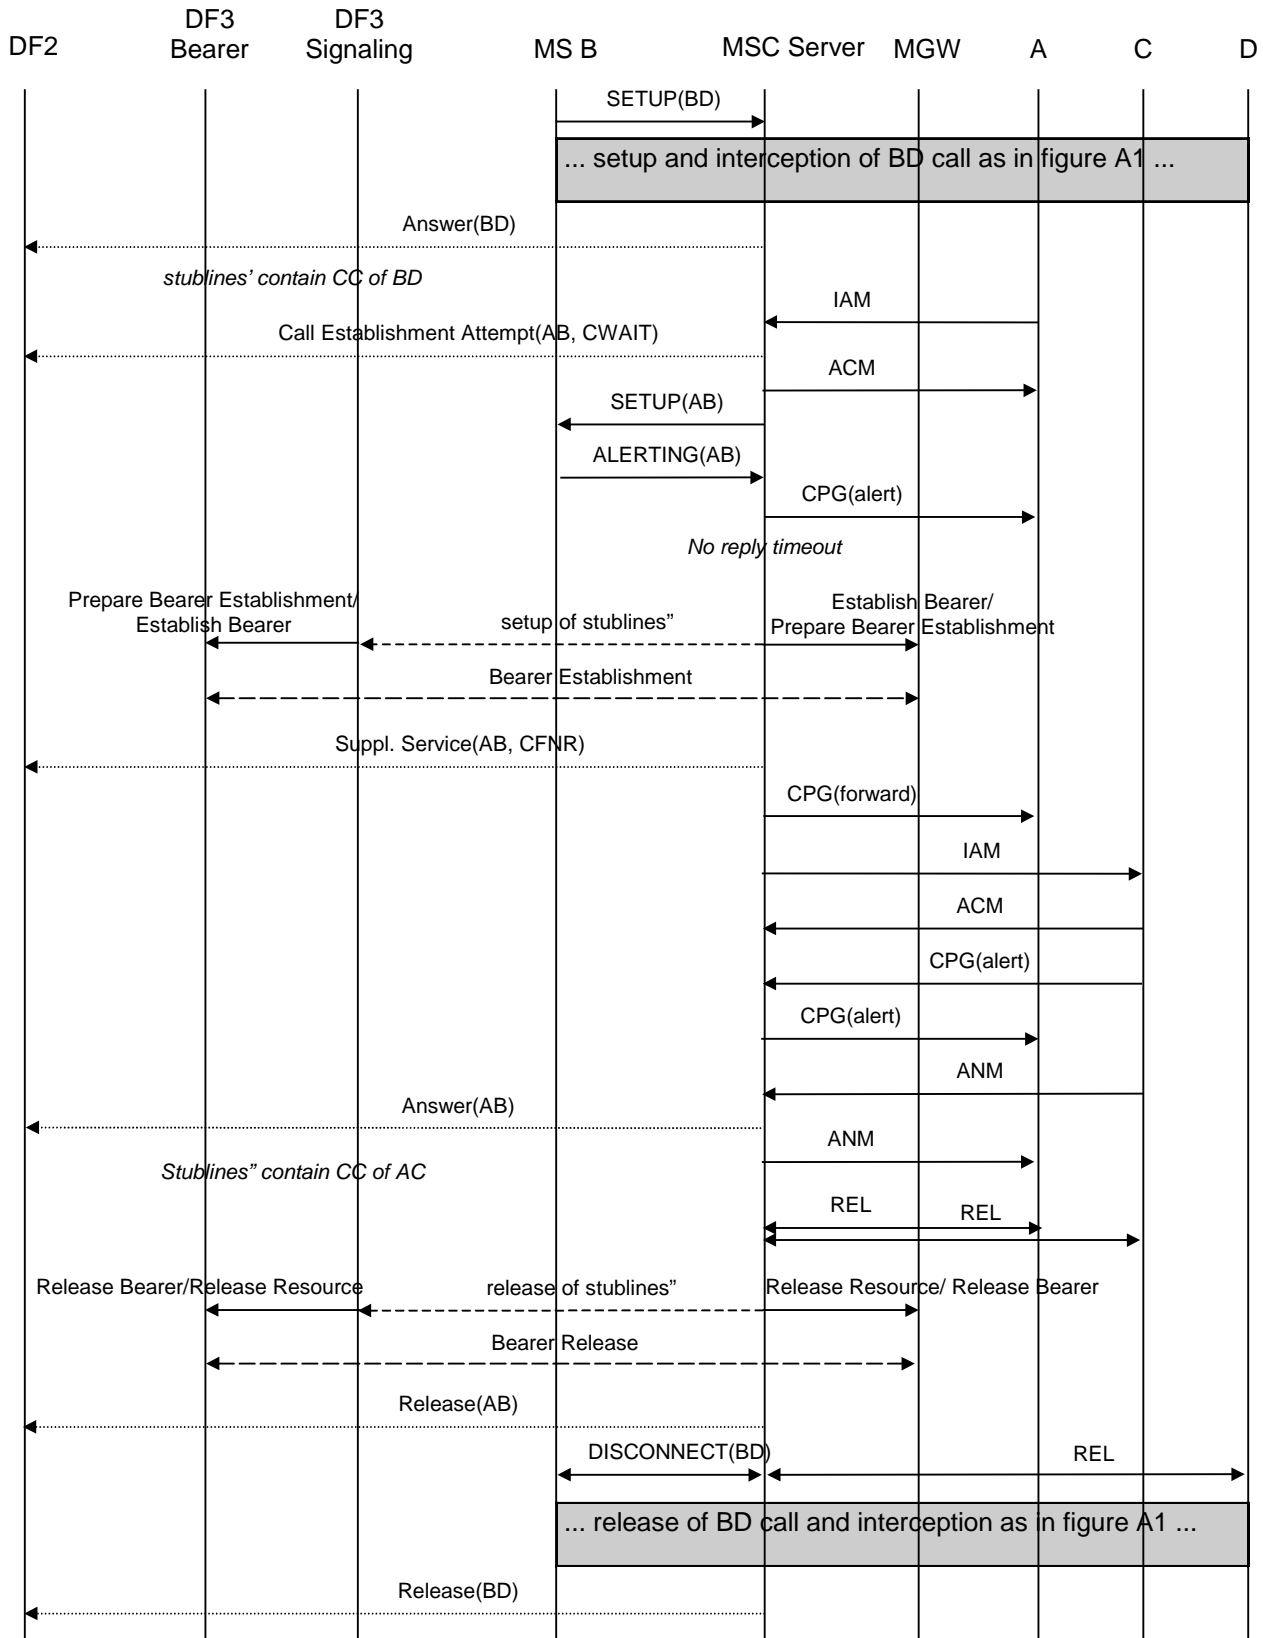 DF2
DF3
Bearer
DF3
Signaling
MS B
MSC Server
MGW
A
C
D
SETUP(BD)
... setup and interception of BD call as in figure A1 ...
Answer(BD)
stublines’ contain CC of BD
IAM
Call Establishment Attempt(AB, CWAIT)
ACM
SETUP(AB)
ALERTING(AB)
CPG(alert)
No reply timeout
Prepare Bearer Establishment/
Establish Bearer
setup of stublines”
Establish Bearer/
Prepare Bearer Establishment
Bearer Establishment
Suppl. Service(AB, CFNR)
CPG(forward)
IAM
ACM
CPG(alert)
CPG(alert)
ANM
Answer(AB)
ANM
Stublines” contain CC of AC
REL
REL
Release Bearer/Release Resource
release of stublines”
Release Resource/ Release Bearer
Bearer Release
Release(AB)
DISCONNECT(BD)
REL
... release of BD call and interception as in figure A1 ...
Release(BD)